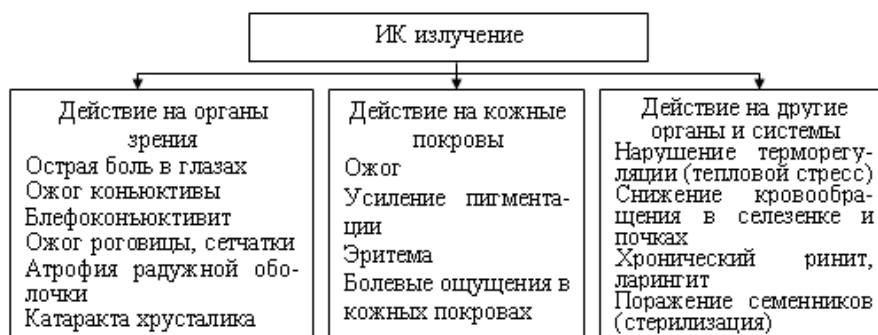 ИК излучение
Действие на органы
зрения
Острая боль в глазах
Ожог коньюктивы
Блефоконьюктивит
Ожог роговицы, сетчатки
Атрофия радужной обо-
лочки
Катаракта хрусталика
Действие на кожные
покровы
Ожог
Усиление пигмента-
ции
Эритема
Болевые ощущения в
кожных покровах
Действие на другие
органы и системы
Нарушение терморегу-
ляции (тепловой стресс)
Снижение кровообра-
щения в селезенке и
почках
Хронический ринит,
ларингит
Поражение семенников
(стерилизация)